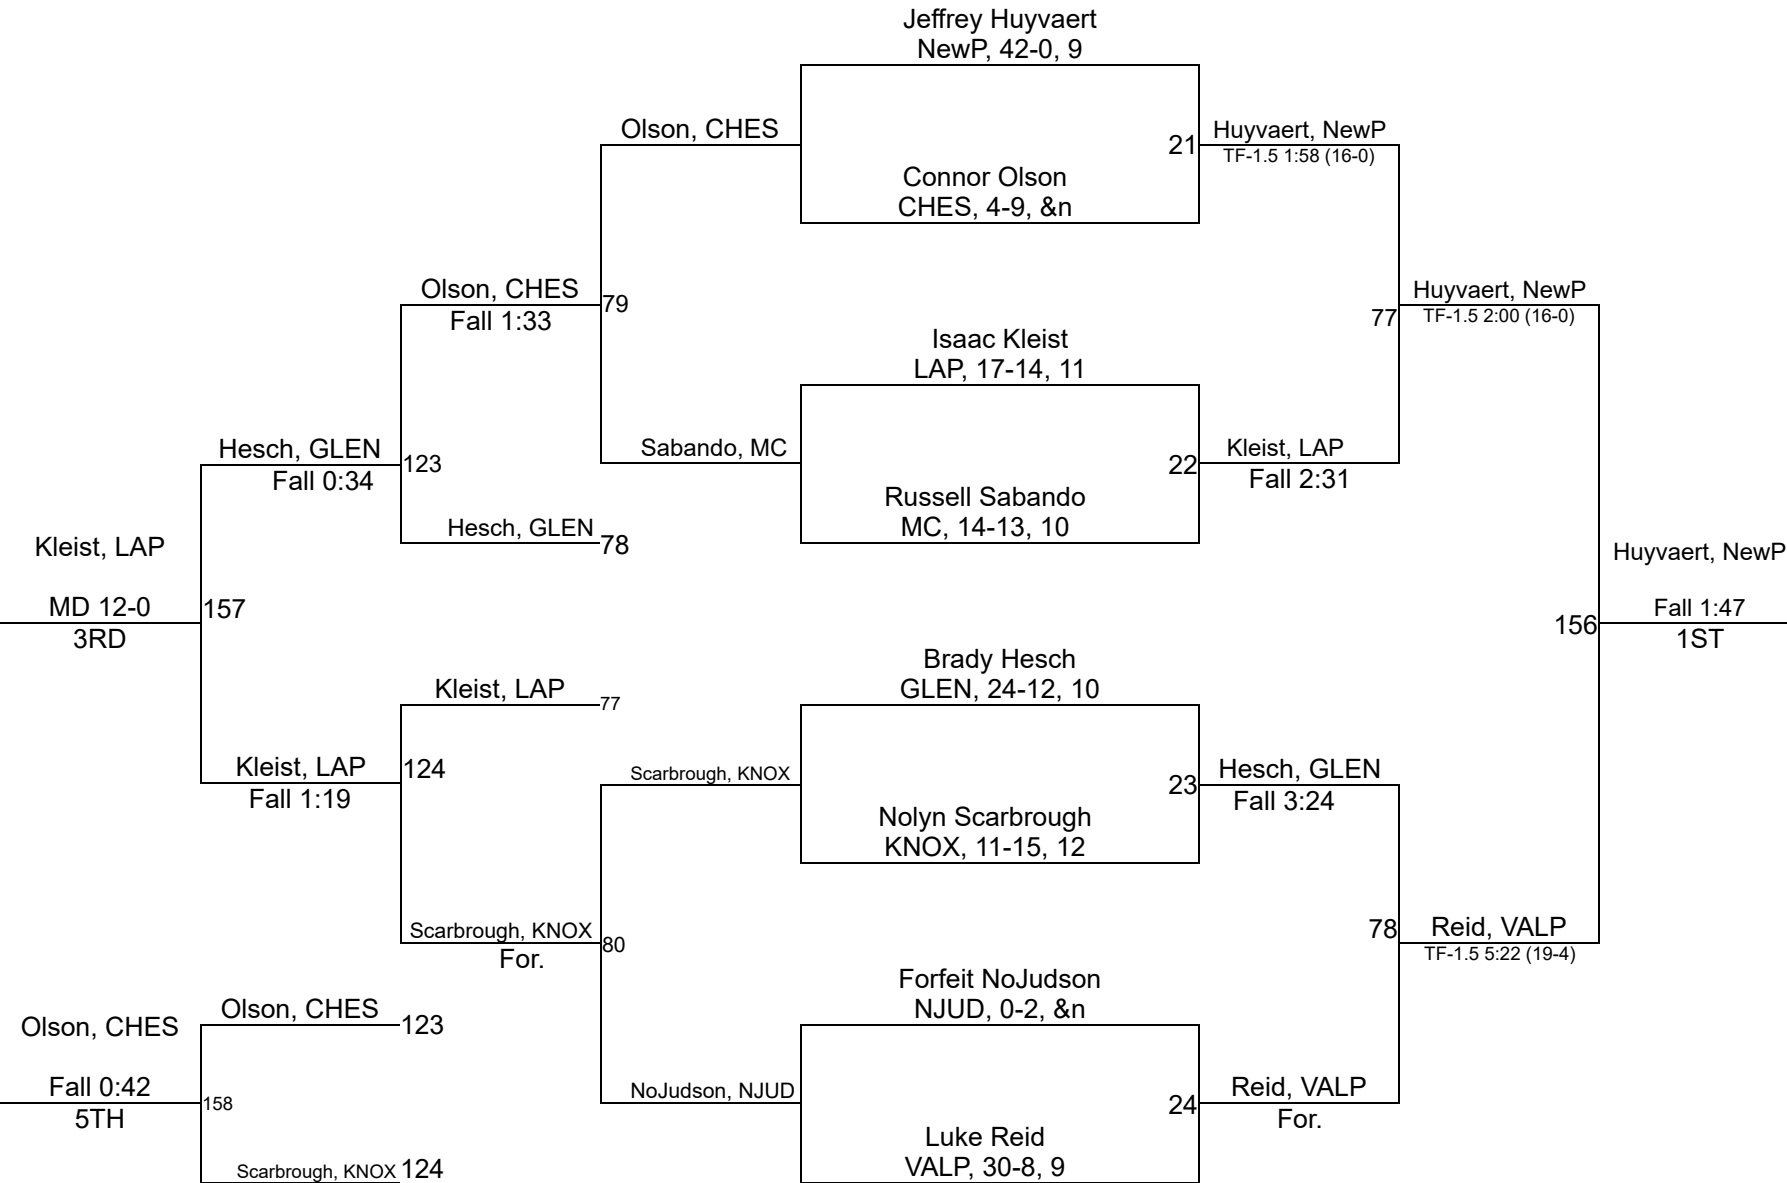 Jeffrey Huyvaert
NewP, 42-0, 9
Olson, CHES
21
Huyvaert, NewP
TF-1.5 1:58 (16-0)
Connor Olson
CHES, 4-9, &n
Olson, CHES
Fall 1:33
79
Huyvaert, NewP
TF-1.5 2:00 (16-0)
77
Isaac Kleist
LAP, 17-14, 11
Hesch, GLEN
Fall 0:34
123
Sabando, MC
22
Kleist, LAP
Fall 2:31
Russell Sabando
MC, 14-13, 10
Hesch, GLEN
78
Kleist, LAP
MD 12-0
3RD
157
Huyvaert, NewP
156
Fall 1:47
1ST
Brady Hesch
GLEN, 24-12, 10
Kleist, LAP
77
Kleist, LAP
Fall 1:19
124
Scarbrough, KNOX
23
Hesch, GLEN
Fall 3:24
Nolyn Scarbrough
KNOX, 11-15, 12
Scarbrough, KNOX
For.
80
78
Reid, VALP
TF-1.5 5:22 (19-4)
Forfeit NoJudson
NJUD, 0-2, &n
Olson, CHES
123
Olson, CHES
Fall 0:42
5TH
158
NoJudson, NJUD
24
Reid, VALP
For.
Luke Reid
VALP, 30-8, 9
Scarbrough, KNOX
124